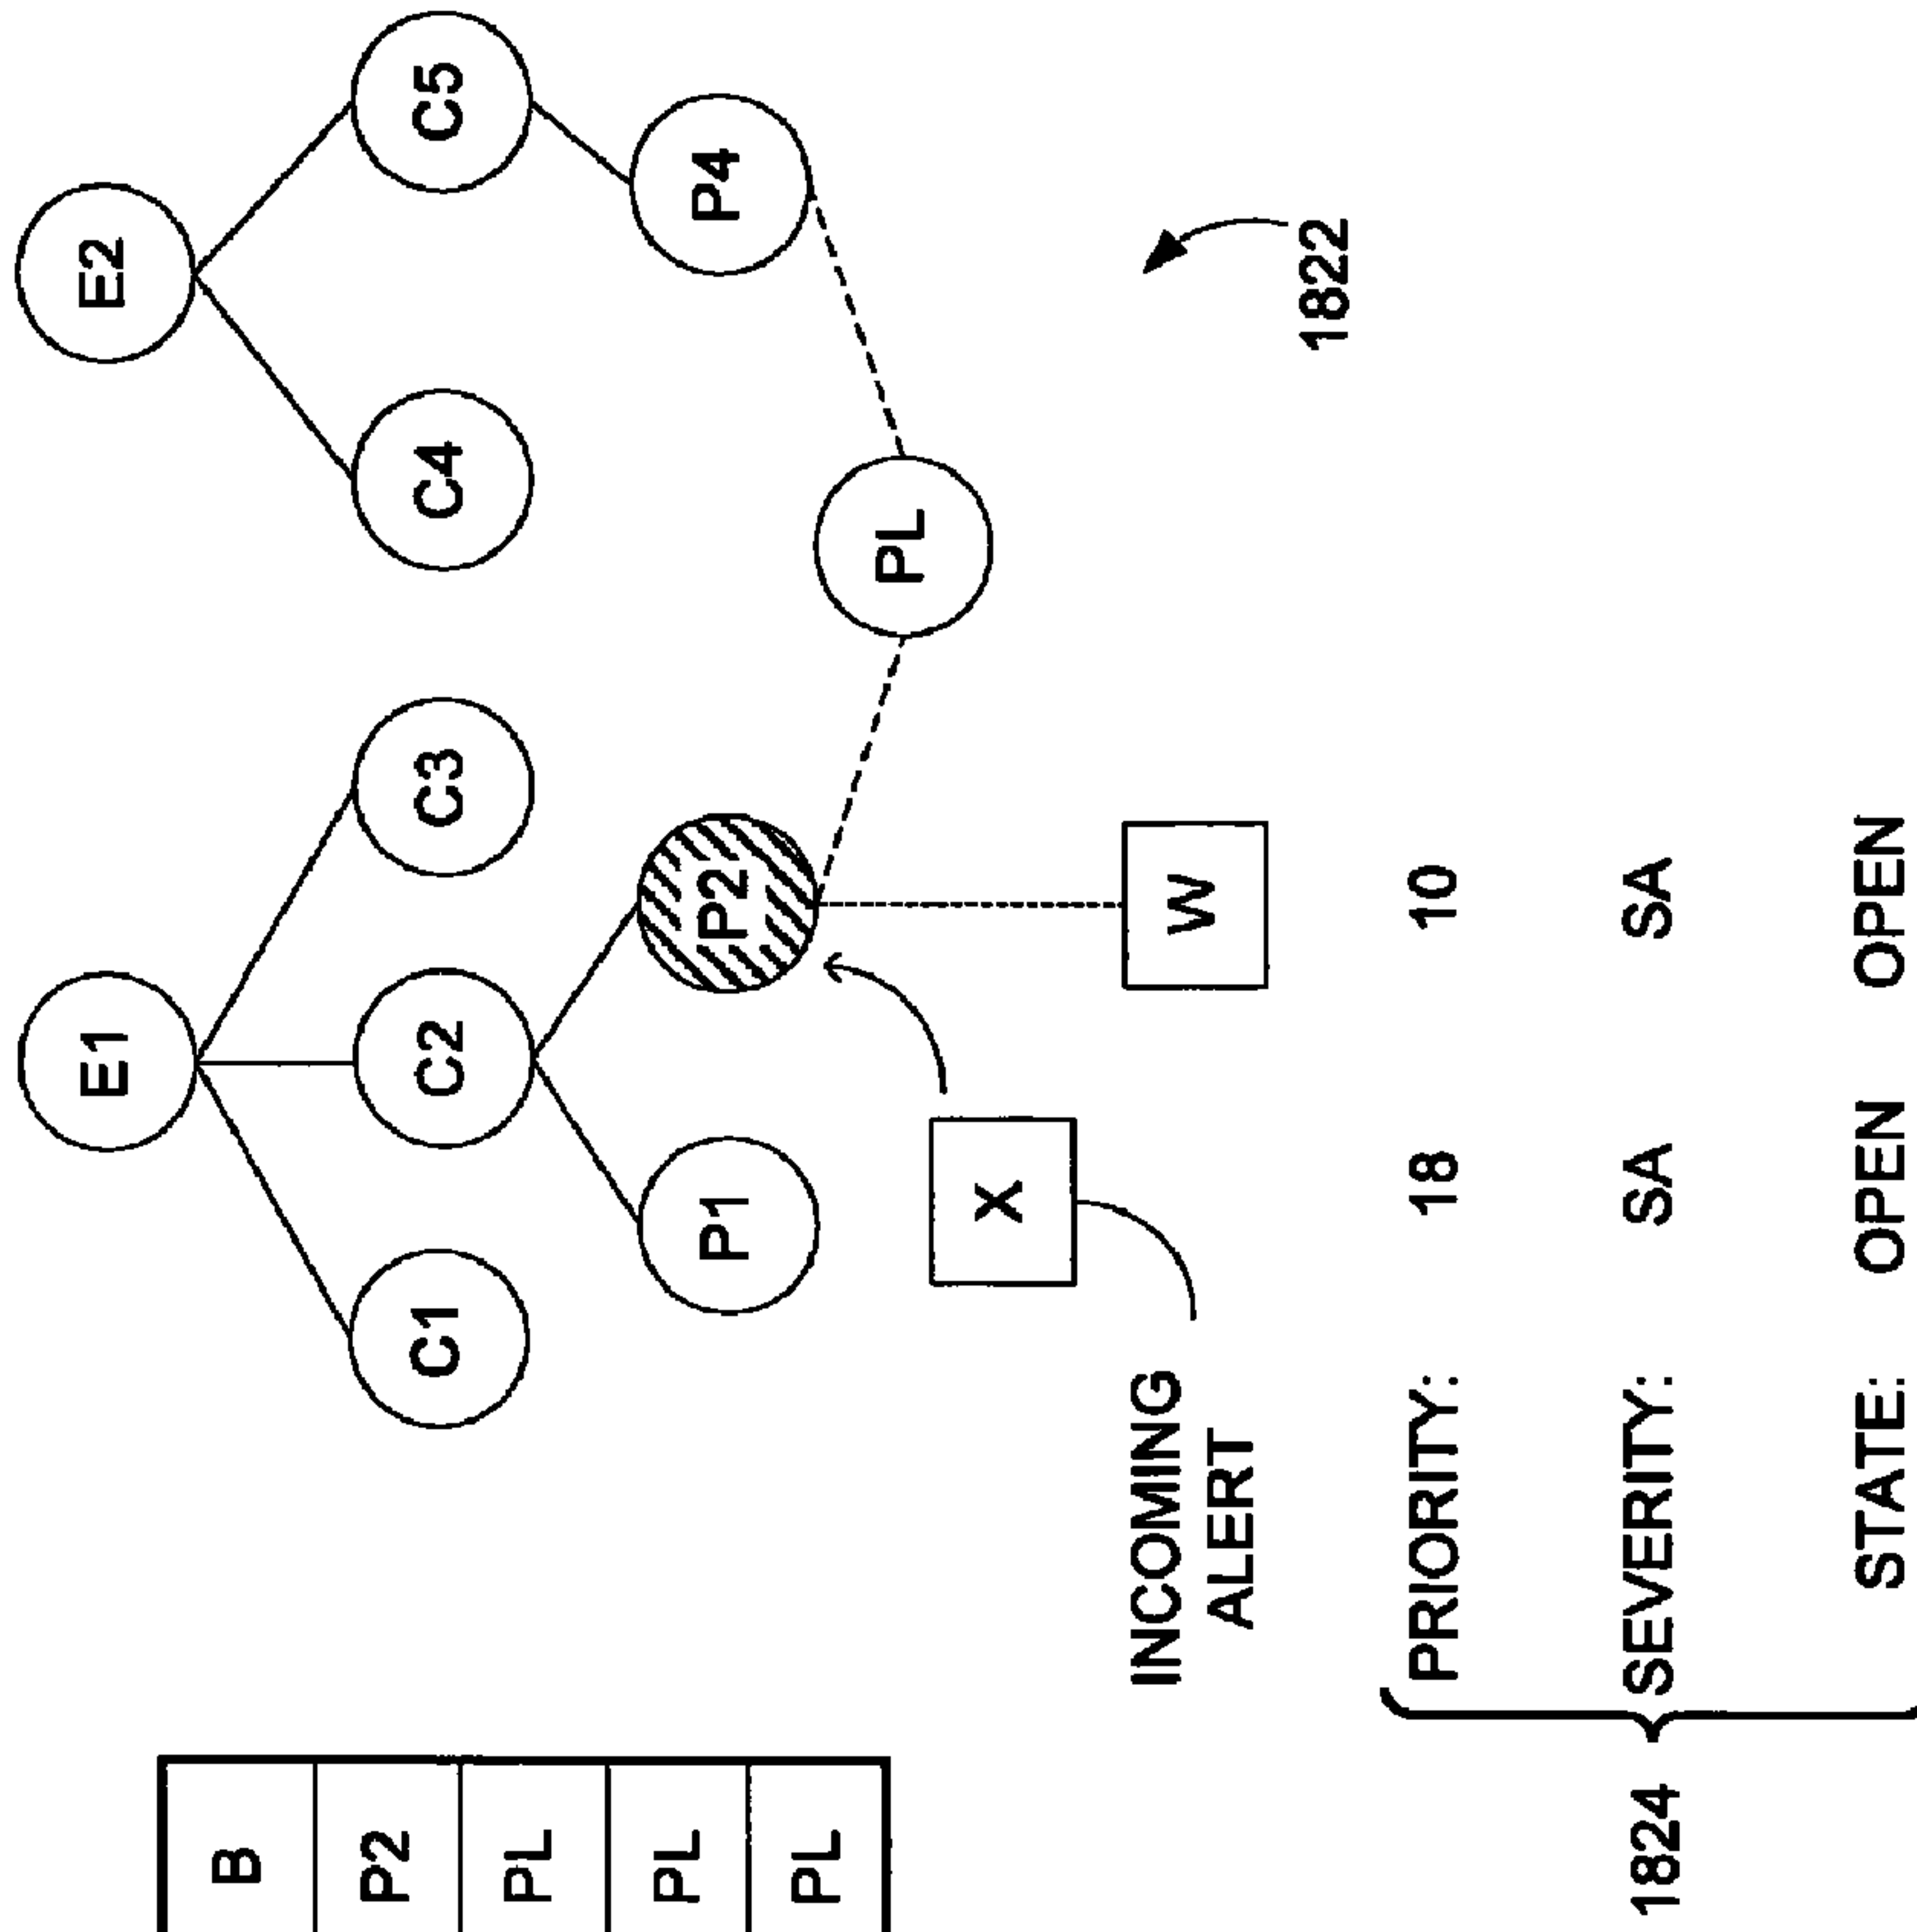 E1
E2
C1
C2
C3
C4
C5
P1
P2
P4
PL
X
W
INCOMING
ALERT
1822
B
P2
PL
PL
PL
1824
PRIORITY: 18 10
SEVERITY: SA SA
STATE: OPEN OPEN